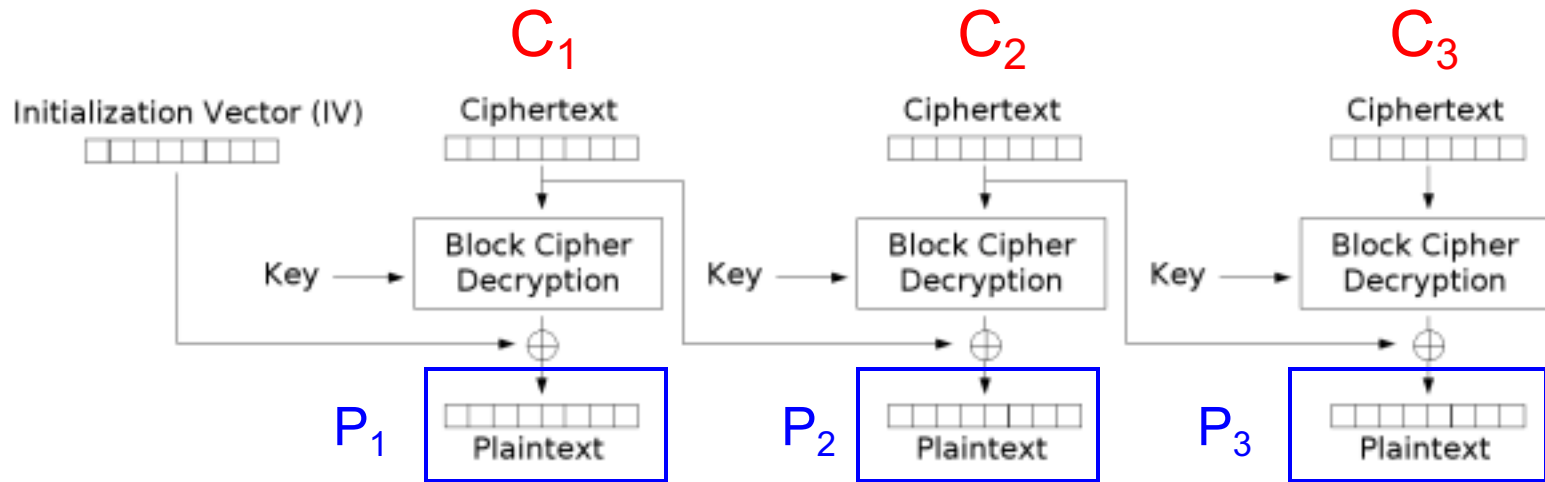 C₁ C₂ C₃
Initialization Vector (IV) Ciphertext Ciphertext Ciphertext
Key Block Cipher Decryption Key Block Cipher Decryption Key Block Cipher Decryption
P₁ Plaintext P₂ Plaintext P₃ Plaintext